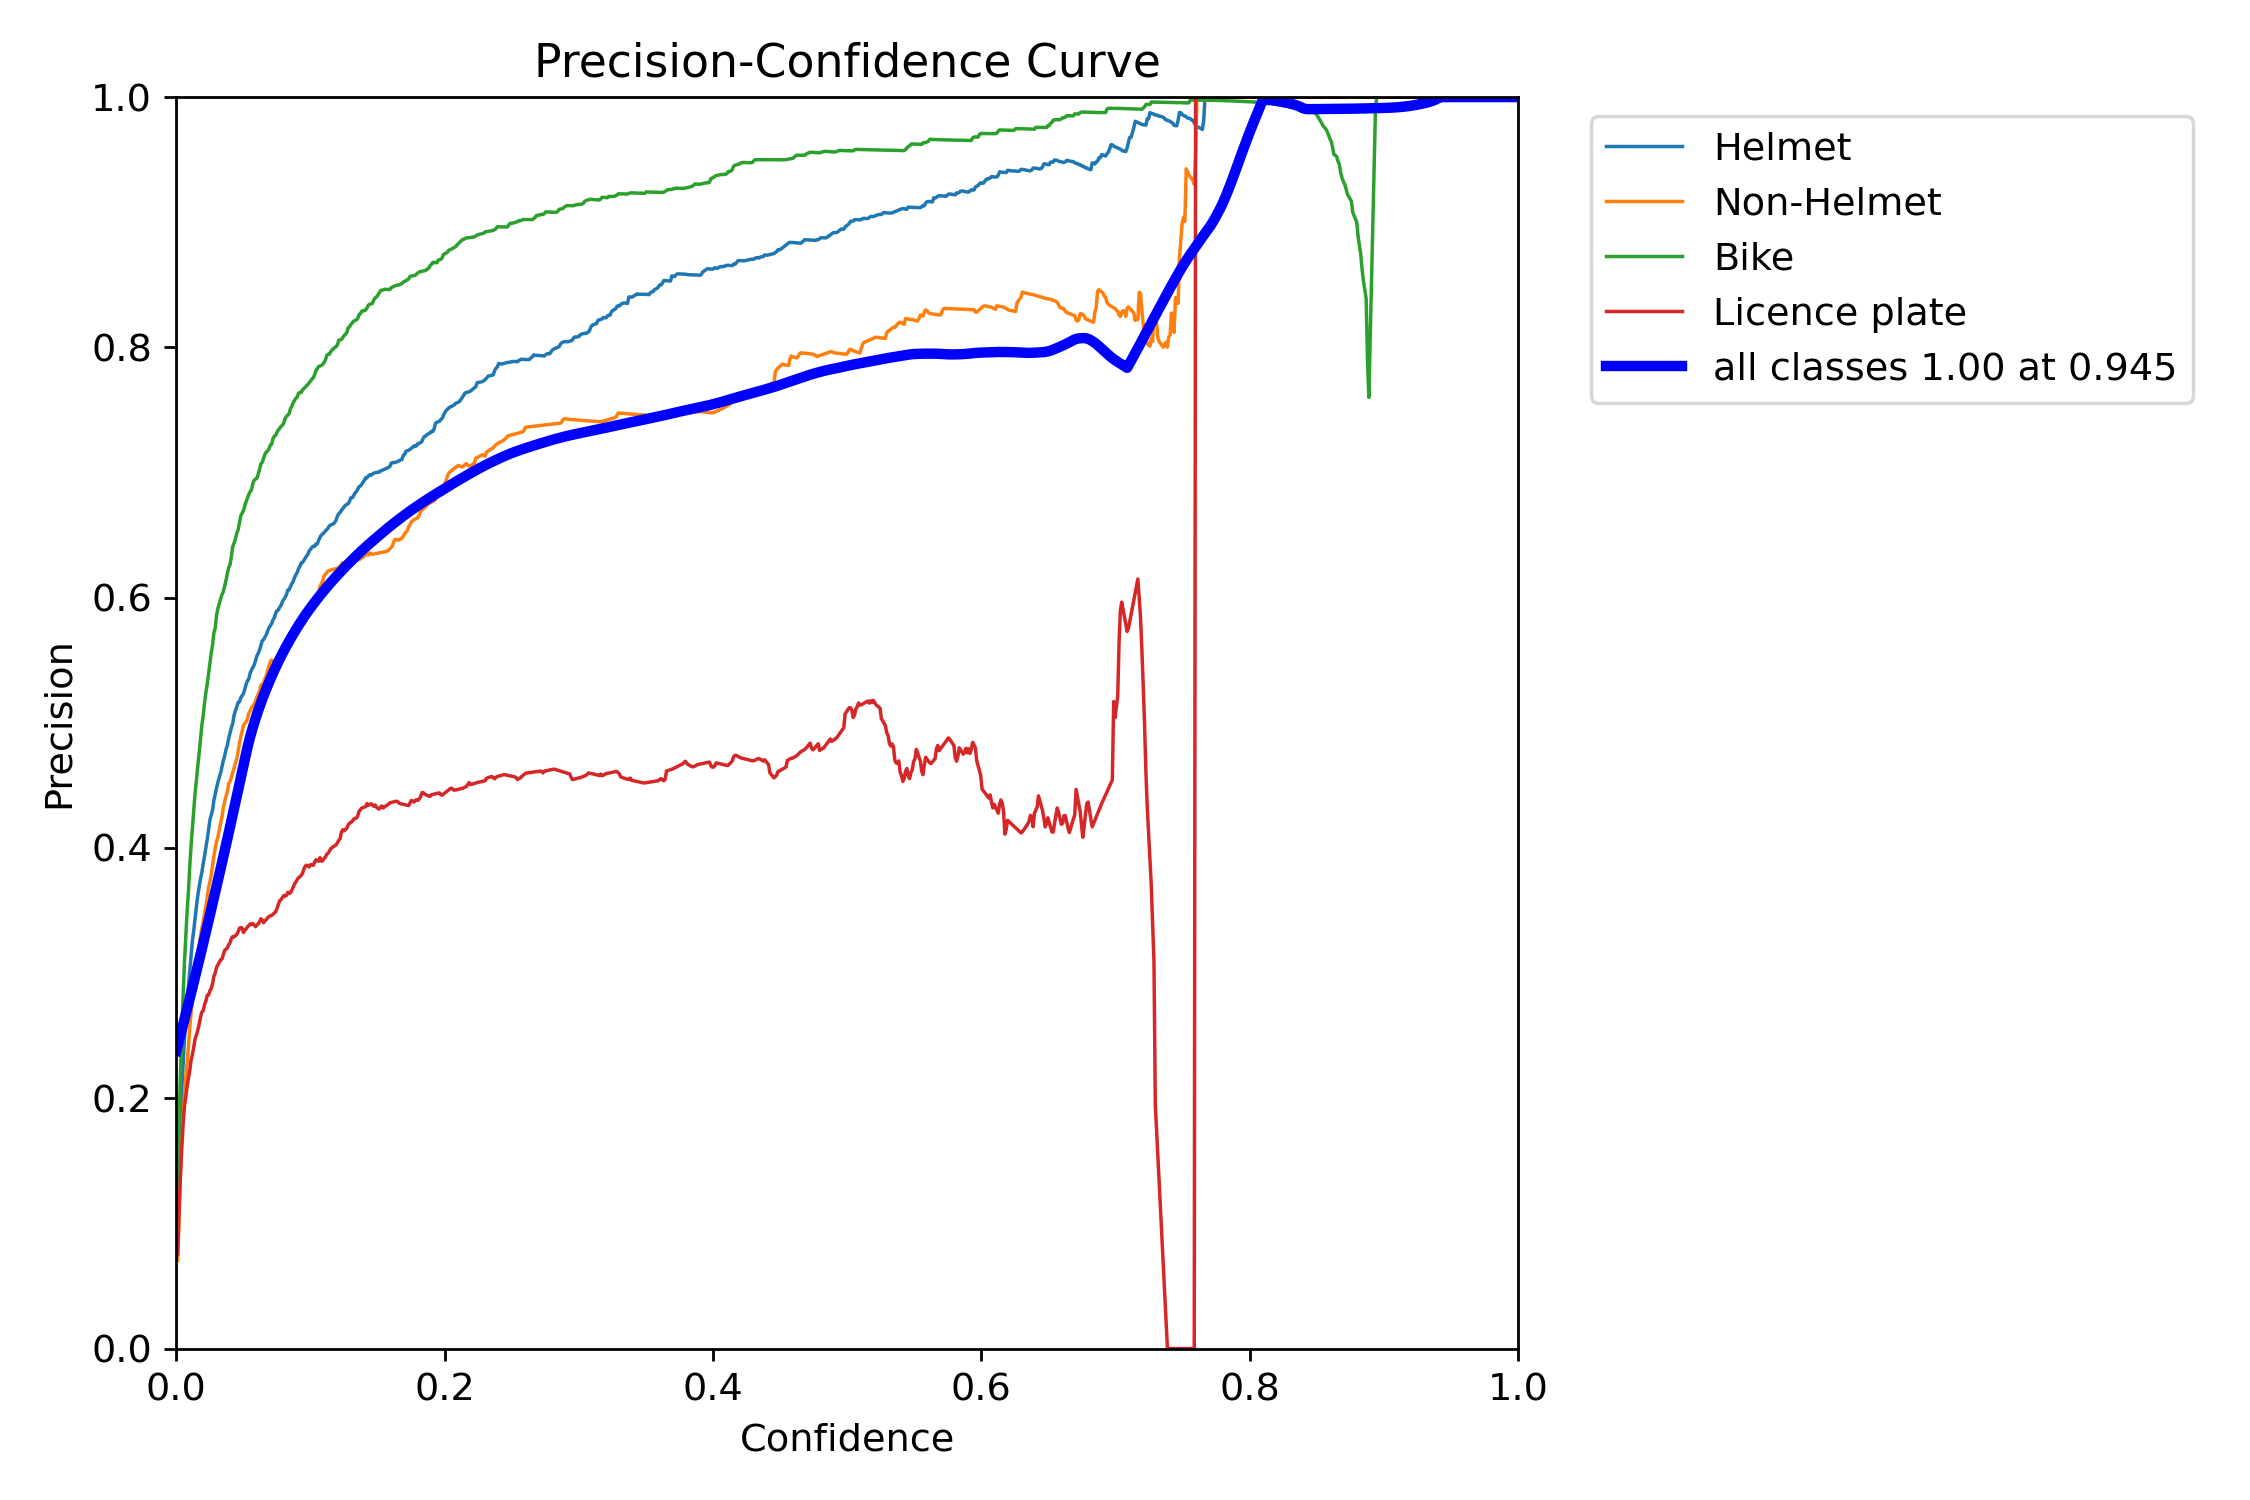 Precision-Confidence Curve
1.0
0.8
0.6
0.4
0.2
0.0
Precision
0.0 0.2 0.4 0.6 0.8 1.0
Confidence
Helmet
Non-Helmet
Bike
Licence plate
all classes 1.00 at 0.945